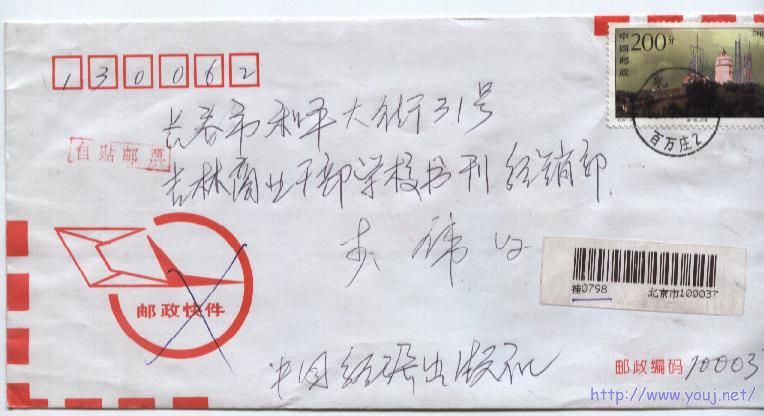 130062
中国邮政
200分
百万庄2
长春市和平大街31号
自贴邮票
吉林商业干部学校书刊经销部
挂0798 北京市100037
邮政快件
中国经济出版社
邮政编码 10003
http://www.youj.net/